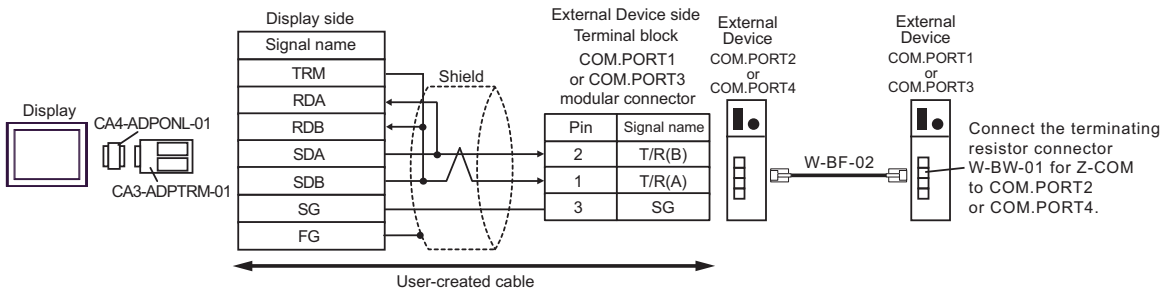 Display side
Signal name
TRM
RDA
RDB
SDA
SDB
SG
FG
Shield
Display
CA4-ADPONL-01
CA3-ADPTRM-01
External Device side
Terminal block
COM.PORT1
or COM.PORT3
modular connector
Pin Signal name
2 T/R(B)
1 T/R(A)
3 SG
External
Device
COM.PORT2
or
COM.PORT4
W-BF-02
External
Device
COM.PORT1
or
COM.PORT3
Connect the terminating
resistor connector
W-BW-01 for Z-COM
to COM.PORT2
or COM.PORT4.
User-created cable